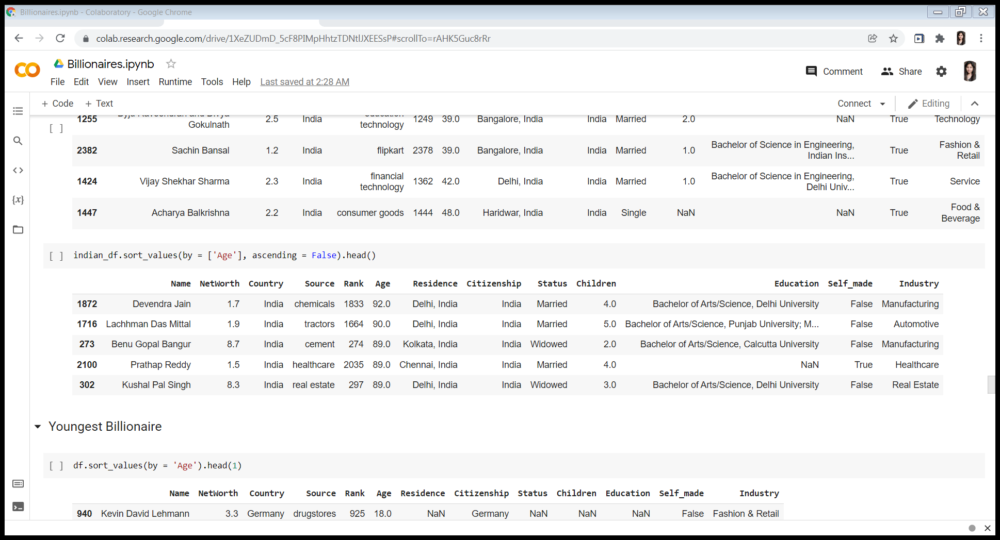 Billionaires.ipynb - Colaboratory - Google Chrome
colab.research.google.com/drive/1XeZUDmD_5cF8PIMpHhtzTDNtlJXEESsP#scrollTo=rAHK5Guc8rRr
Billionaires.ipynb
Comment Share
File Edit View Insert Runtime Tools Help Last saved at 2:28 AM
+ Code + Text Connect Editing
1255 Byju Raveendran and Divya Gokulnath 2.5 India education technology 1249 39.0 Bangalore, India India Married 2.0 NaN True Technology
[ ]
2382 Sachin Bansal 1.2 India flipkart 2378 39.0 Bangalore, India India Married 1.0 Bachelor of Science in Engineering, Indian Ins... True Fashion & Retail
1424 Vijay Shekhar Sharma 2.3 India financial technology 1362 42.0 Delhi, India India Married 1.0 Bachelor of Science in Engineering, Delhi Univ... True Service
1447 Acharya Balkrishna 2.2 India consumer goods 1444 48.0 Haridwar, India India Single NaN NaN True Food & Beverage
[ ] indian_df.sort_values(by = ['Age'], ascending = False).head()
Name NetWorth Country Source Rank Age Residence Citizenship Status Children Education Self_made Industry
1872 Devendra Jain 1.7 India chemicals 1833 92.0 Delhi, India India Married 4.0 Bachelor of Arts/Science, Delhi University False Manufacturing
1716 Lachhman Das Mittal 1.9 India tractors 1664 90.0 Delhi, India India Married 5.0 Bachelor of Arts/Science, Punjab University; M... False Automotive
273 Benu Gopal Bangur 8.7 India cement 274 89.0 Kolkata, India India Widowed 2.0 Bachelor of Arts/Science, Calcutta University False Manufacturing
2100 Prathap Reddy 1.5 India healthcare 2035 89.0 Chennai, India India Married 4.0 NaN True Healthcare
302 Kushal Pal Singh 8.3 India real estate 297 89.0 Delhi, India India Widowed 3.0 Bachelor of Arts/Science, Delhi University False Real Estate
Youngest Billionaire
[ ] df.sort_values(by = 'Age').head(1)
Name NetWorth Country Source Rank Age Residence Citizenship Status Children Education Self_made Industry
940 Kevin David Lehmann 3.3 Germany drugstores 925 18.0 NaN Germany NaN NaN NaN False Fashion & Retail